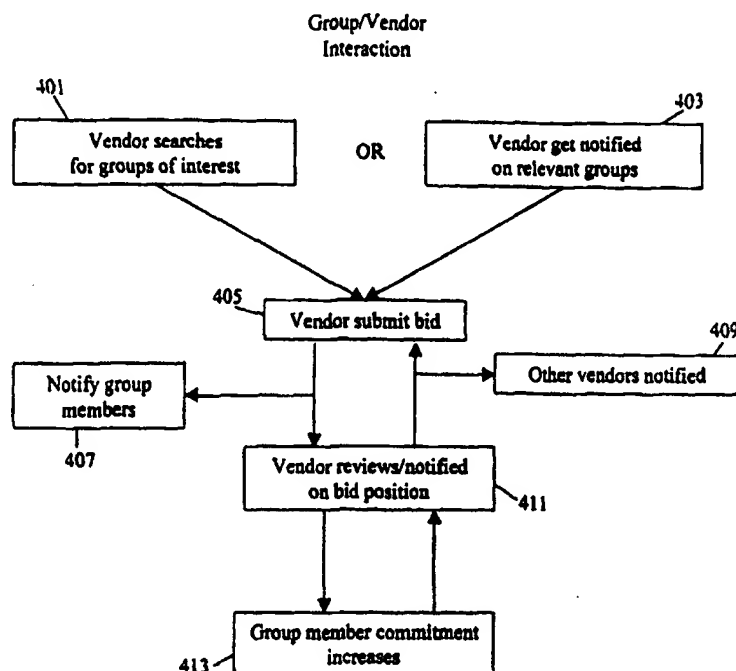 Group/Vendor
Interaction
401
403
Vendor searches
for groups of interest
OR
Vendor get notified
on relevant groups
405
Vendor submit bid
409
Other vendors notified
Notify group
members
407
Vendor reviews/notified
on bid position
411
Group member commitment
increases
413